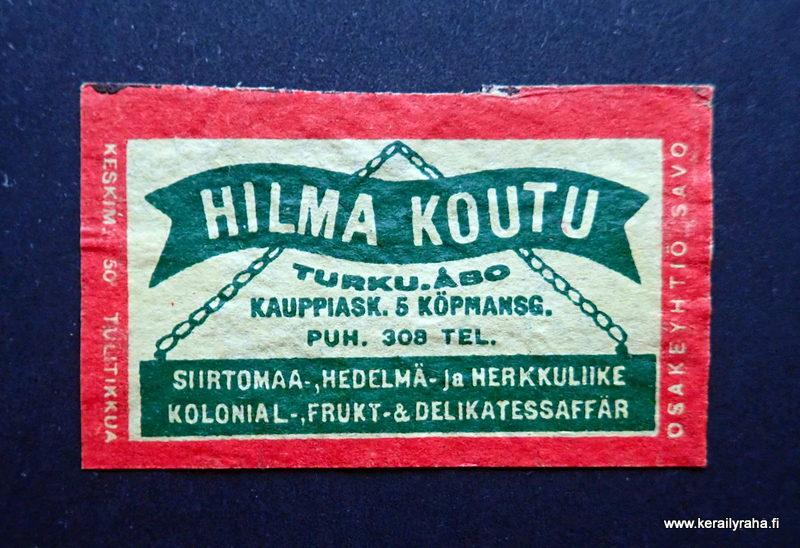 HILMA KOUTU
TURKU.ÅBO
KAUPPIASK. 5 KÖPMANSG.
PUH. 308 TEL.
SIIRTOMAA-,HEDELMÄ- ja HERKKULIIKE
KOLONIAL-,FRUKT-& DELIKATESSAFFÄR
KESKIM. 50 TULITIKKUA
OSAKEYHTIÖ SAVO
www.kerailyraha.fi